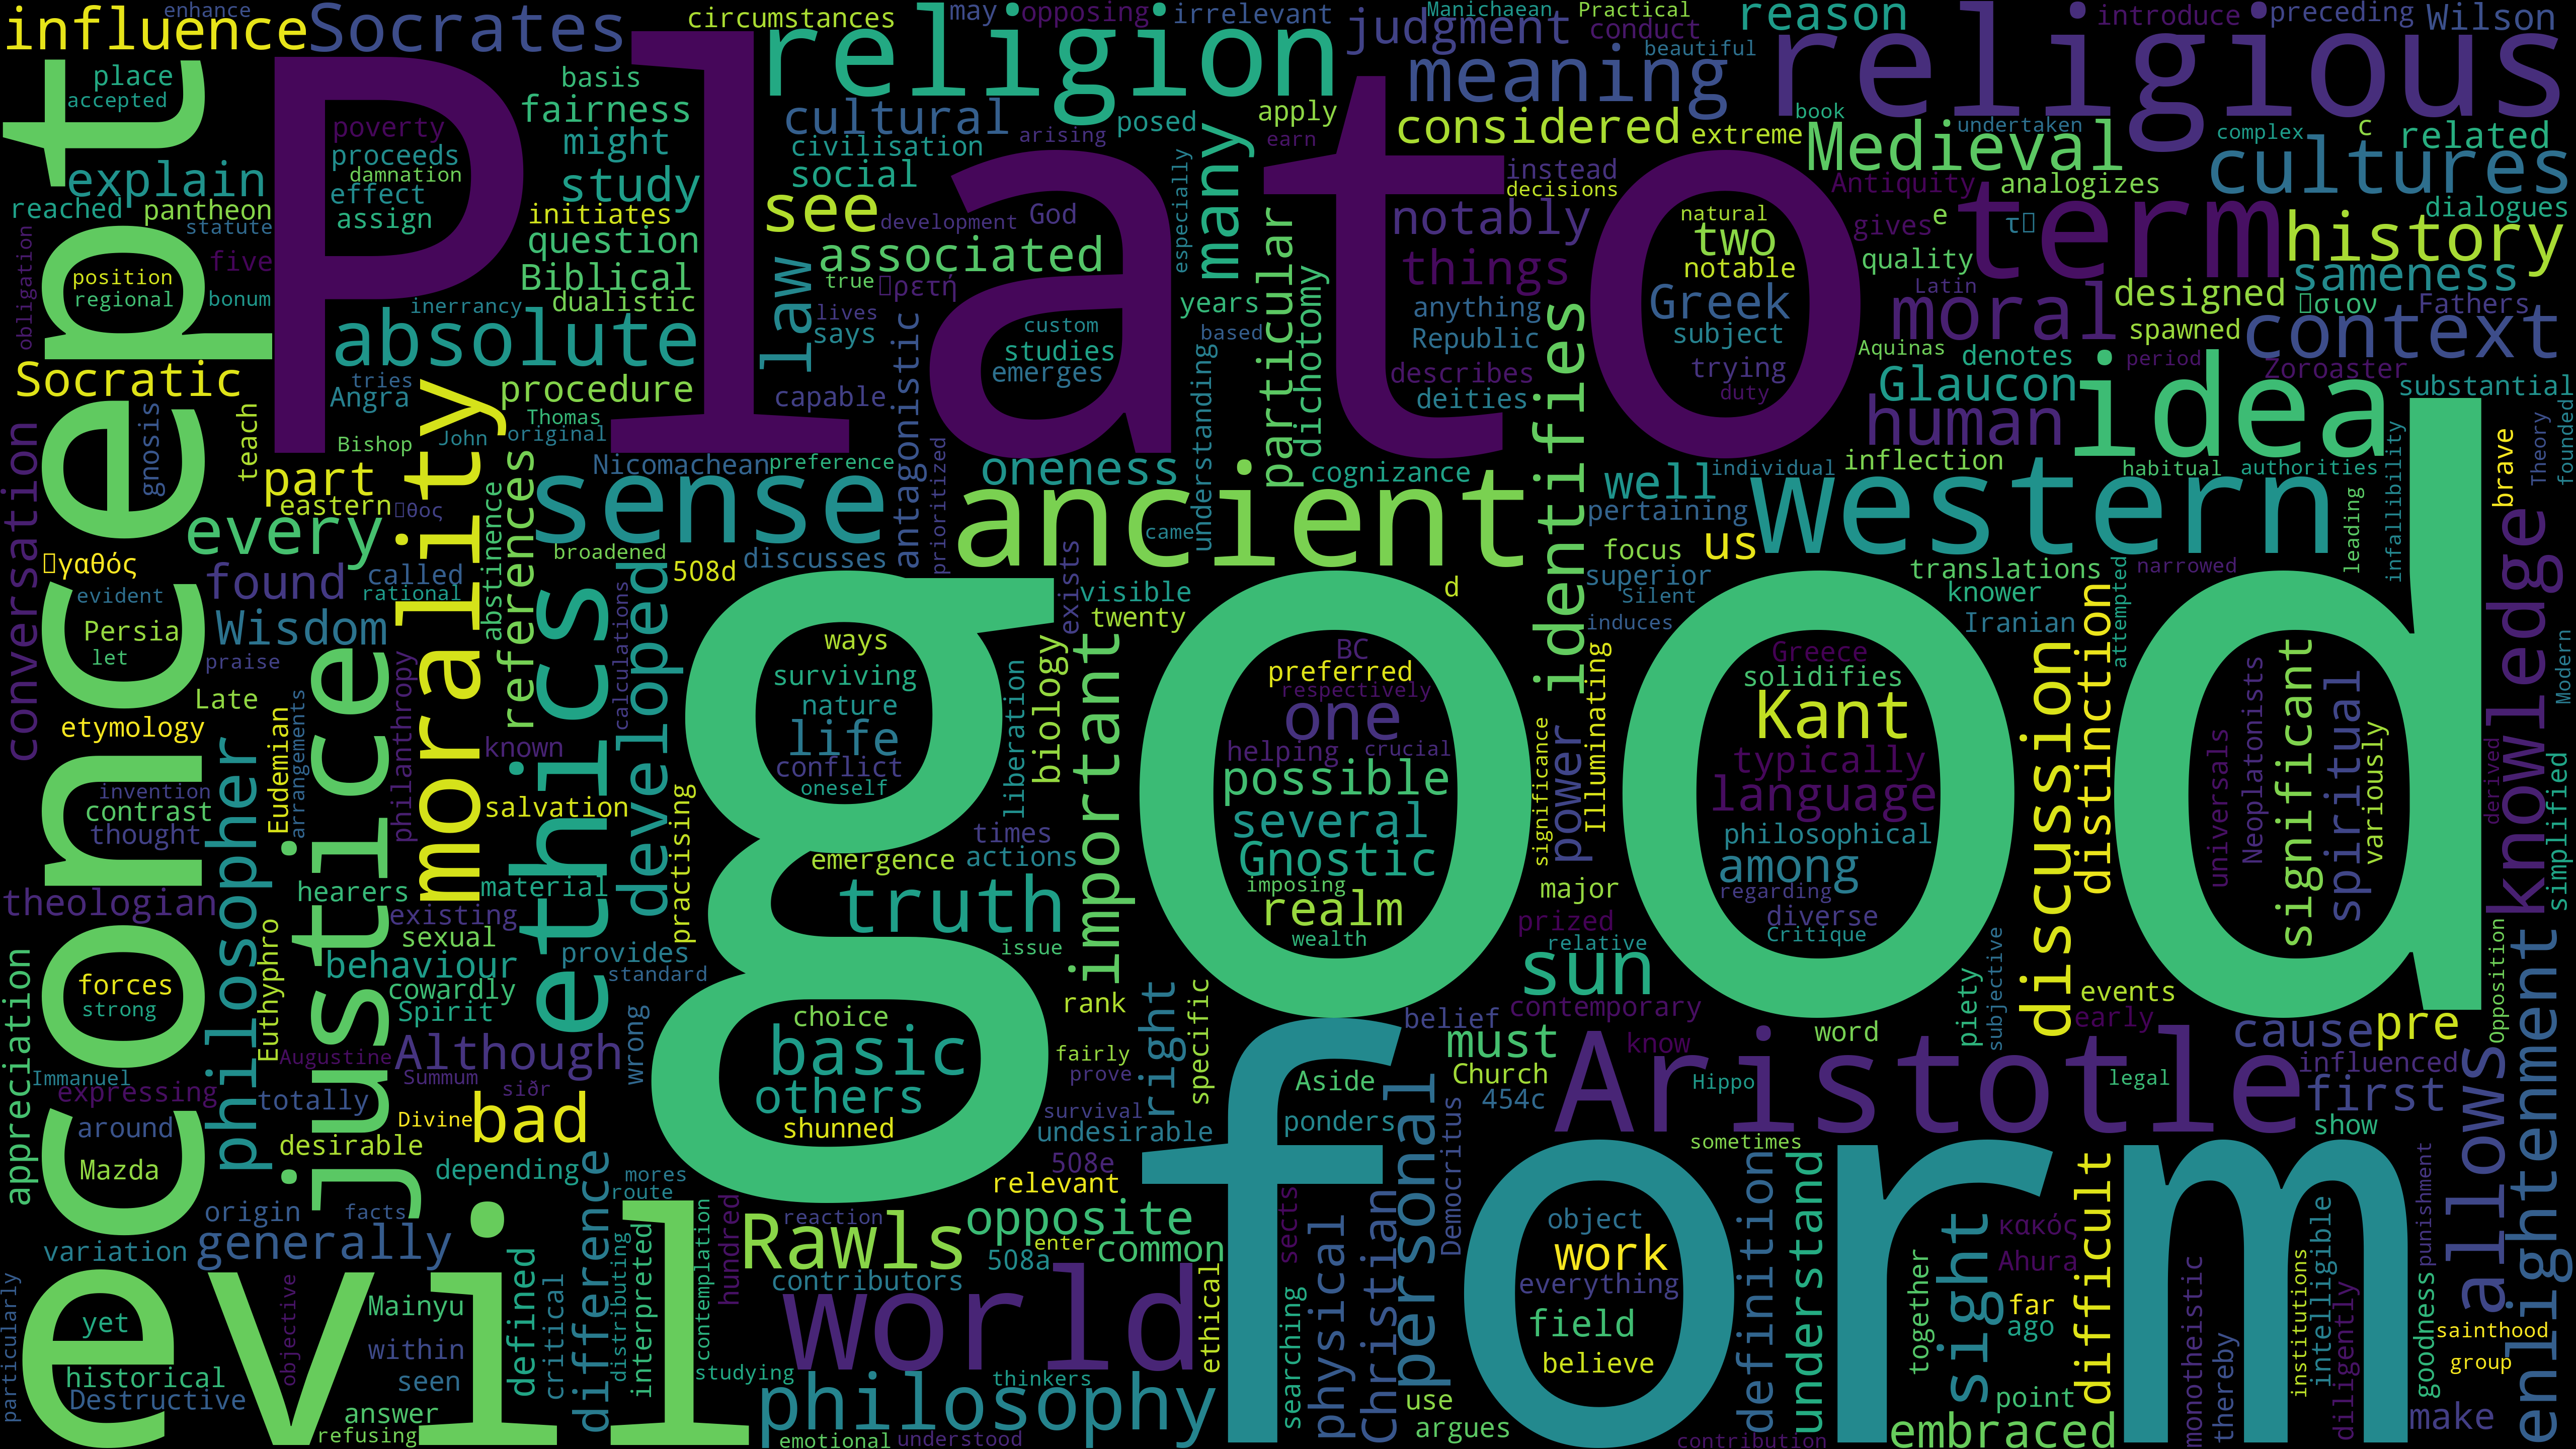 influence
enhance
Socrates
circumstances
religion
may
opposing
irrelevant
judgment
Manichaean
Practical
conduct
beautiful
reason
religious
introduce
preceding
Wilson
place
accepted
concept
Plato
basis
fairness
might
study
initiates
question
Biblical
dualistic
poverty
proceeds
damnation
effect
assign
cultural
civilisation
social
arising
posed
apply
earn
meaning
considered
extreme
book
Medieval
undertaken
complex
c
related
cultures
explain
reached
pantheon
statute
five
position
regional
bonum
obligation
see
development
God
associated
especially
many
instead
decisions
notably
things
natural
two
notable
Greek
subject
trying
duty
Antiquity
analogizes
gives
e
term
τ
dialogues
history
quality
Latin
sameness
moral
designed
σιον
Fathers
spawned
context
inerrancy
absolute
law
true
ρετή
lives
says
custom
studies
emerges
years
based
particular
dichotomy
anything
Republic
describes
deities
identifies
Aquinas
denotes
period
Zoroaster
Glaucon
idea
substantial
Socratic
tries
Angra
procedure
capable
antagonistic
understanding
human
gnosis
teach
Bishop
John
Thomas
original
morality
Nicomachean
preference
oneness
cognizance
individual
inflection
habitual
authorities
infallibility
brave
Theory
founded
conversation
part
eastern
θος
every
abstinence
references
sense
prioritized
ancient
came
well
pertaining
western
leading
γαθός
found
called
rational
broadened
508d
discusses
exists
visible
twenty
d
focus
us
superior
Silent
induces
translations
narrowed
knower
Iranian
attempted
knowledge
evident
Persia
let
Wisdom
praise
Late
etymology
justice
philanthropy
ethics
calculations
developed
good
ways
surviving
nature
life
conflict
oneself
liberation
biology
important
BC
preferred
respectively
one
helping
crucial
possible
several
Gnostic
imposing
realm
wealth
Illuminating
power
significance
Greece
solidifies
Kant
typically
language
philosophical
among
regarding
diverse
Critique
discussion
distinction
universals
Neoplatonists
significant
spiritual
variously
derived
Modern
simplified
invention
contrast
thought
philosopher
Eudemian
arrangements
known
salvation
practising
emergence
times
actions
truth
issue
theologian
hearers
material
existing
sexual
behaviour
cowardly
Spirit
provides
standard
major
prized
relative
sun
contemporary
appreciation
forces
strong
Euthyphro
Augustine
Although
Summum
siðr
wrong
choice
basic
others
shunned
rank
fairly
prove
right
specific
belief
form
Aside
ponders
must
Church
454c
know
word
piety
subjective
events
early
cause
pre
Opposition
enlightenment
Immanuel
expressing
around
Mazda
totally
desirable
Divine
bad
depending
survival
undesirable
508e
relevant
personal
Democritus
Aristotle
Hippo
legal
influenced
first
sometimes
show
allows
origin
facts
generally
variation
evil
difference
mores
route
hundred
contemplation
Rawls
reaction
opposite
508a
enter
common
contributors
sects
physical
Christian
object
work
everything
field
believe
definition
understand
together
sight
κακός
Ahura
difficult
far
ago
point
monotheistic
thereby
institutions
intelligible
diligently
punishment
goodness
sainthood
group
particularly
yet
historical
Destructive
objective
Mainyu
within
seen
answer
refusing
defined
critical
distributing
interpreted
studying
world
ethical
philosophy
thinkers
emotional
understood
searching
use
argues
contribution
embraced
make